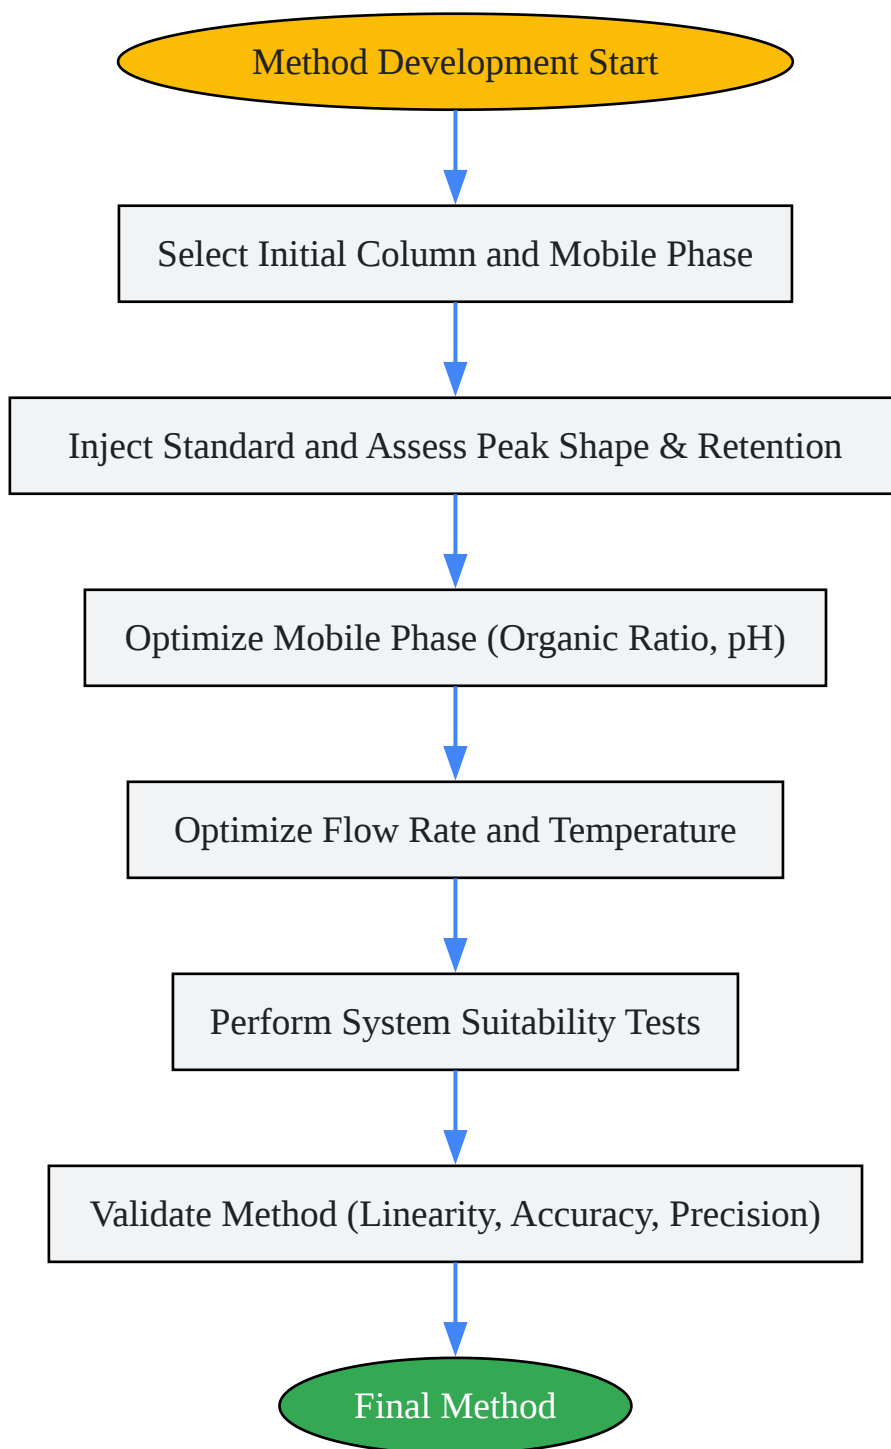 Method Development Start
Select Initial Column and Mobile Phase
Inject Standard and Assess Peak Shape & Retention
Optimize Mobile Phase (Organic Ratio, pH)
Optimize Flow Rate and Temperature
Perform System Suitability Tests
Validate Method (Linearity, Accuracy, Precision)
Final Method